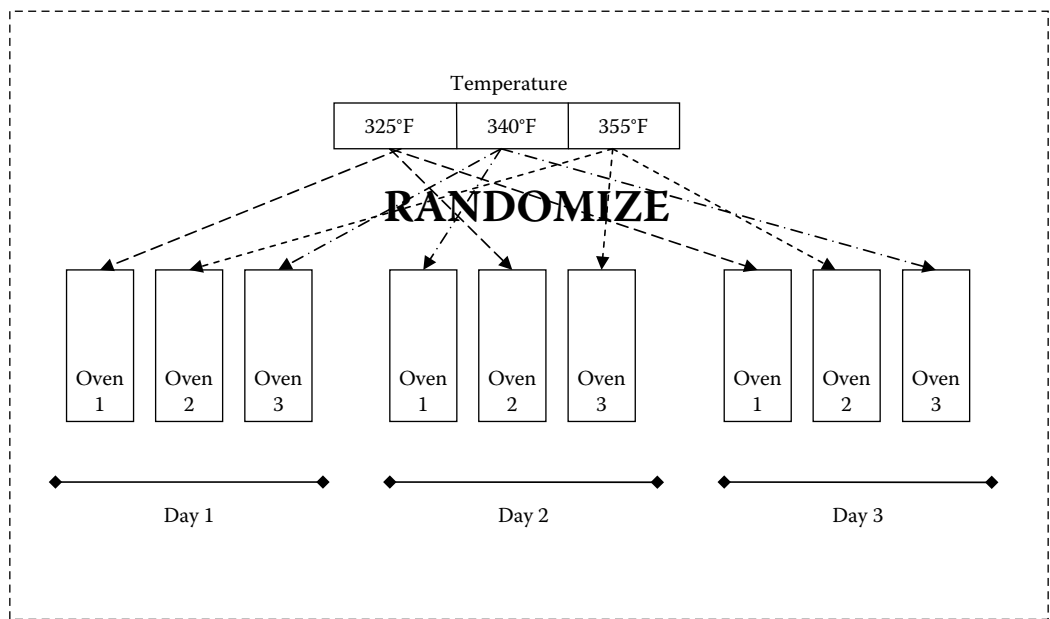 Temperature
325°F 340°F 355°F
RANDOMIZE
Oven Oven Oven Oven Oven Oven Oven Oven Oven
1 2 3 1 2 3 1 2 3
Day 1 Day 2 Day 3